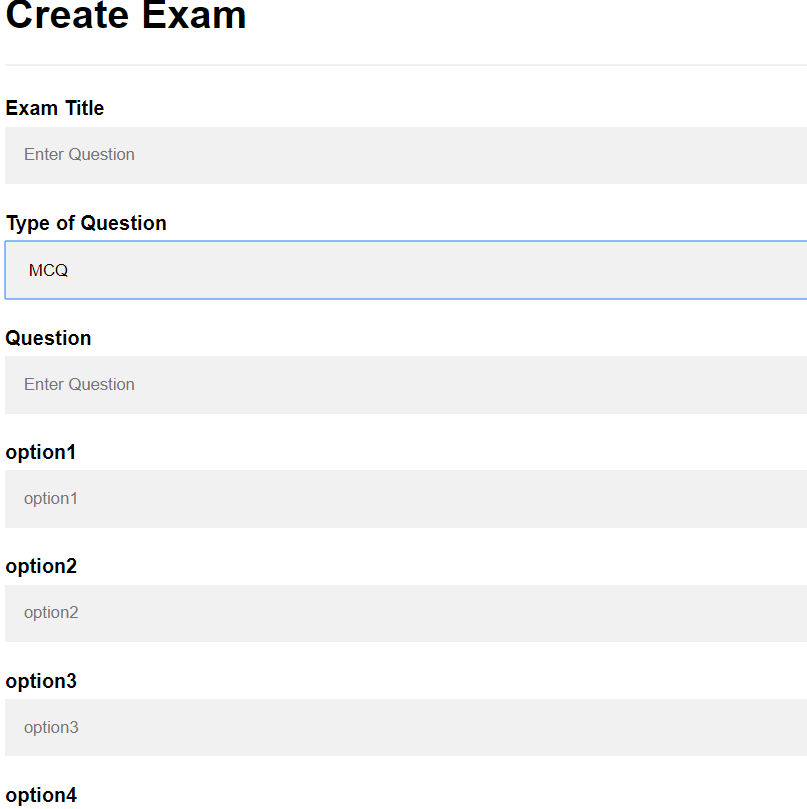 Create Exam
Exam Title
Enter Question
Type of Question
MCQ
Question
Enter Question
option1
option1
option2
option2
option3
option3
option4